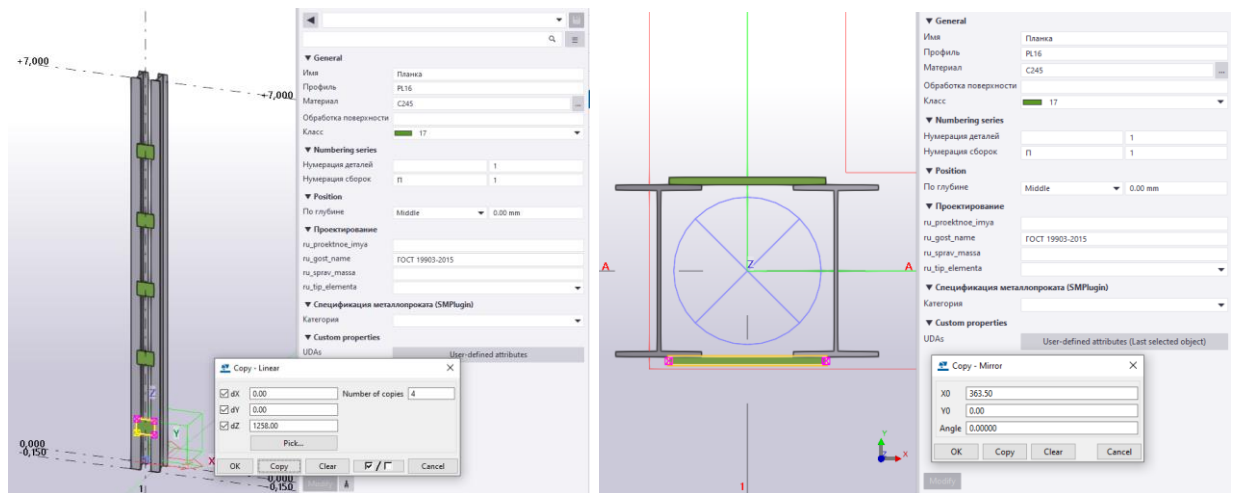 +7,000
+7,000
0,000
-0,150
0,000
-0,150
Z
Y
X
1
General
Имя Планка
Профиль PL16
Материал C245 ...
Обработка поверхности
Класс 17
Numbering series
Нумерация деталей 1
Нумерация сборок П 1
Position
По глубине Middle 0.00 mm
Проектирование
ru_proektnoe_imya
ru_gost_name ГОСТ 19903-2015
ru_sprav_massa
ru_tip_elementa
Спецификация металлопроката (SMPlugin)
Категория
Custom properties
UDAs User-defined attributes
Copy - Linear
dX 0.00 Number of copies 4
dY 0.00
dZ 1258.00
Pick...
OK Copy Clear / Cancel
Modify
A
A
Z
Y
X
1
General
Имя Планка
Профиль PL16
Материал C245 ...
Обработка поверхности
Класс 17
Numbering series
Нумерация деталей 1
Нумерация сборок П 1
Position
По глубине Middle 0.00 mm
Проектирование
ru_proektnoe_imya
ru_gost_name ГОСТ 19903-2015
ru_sprav_massa
ru_tip_elementa
Спецификация металлопроката (SMPlugin)
Категория
Custom properties
UDAs User-defined attributes (Last selected object)
Copy - Mirror
X0 363.50
Y0 0.00
Angle 0.00000
OK Copy Clear Cancel
Modify